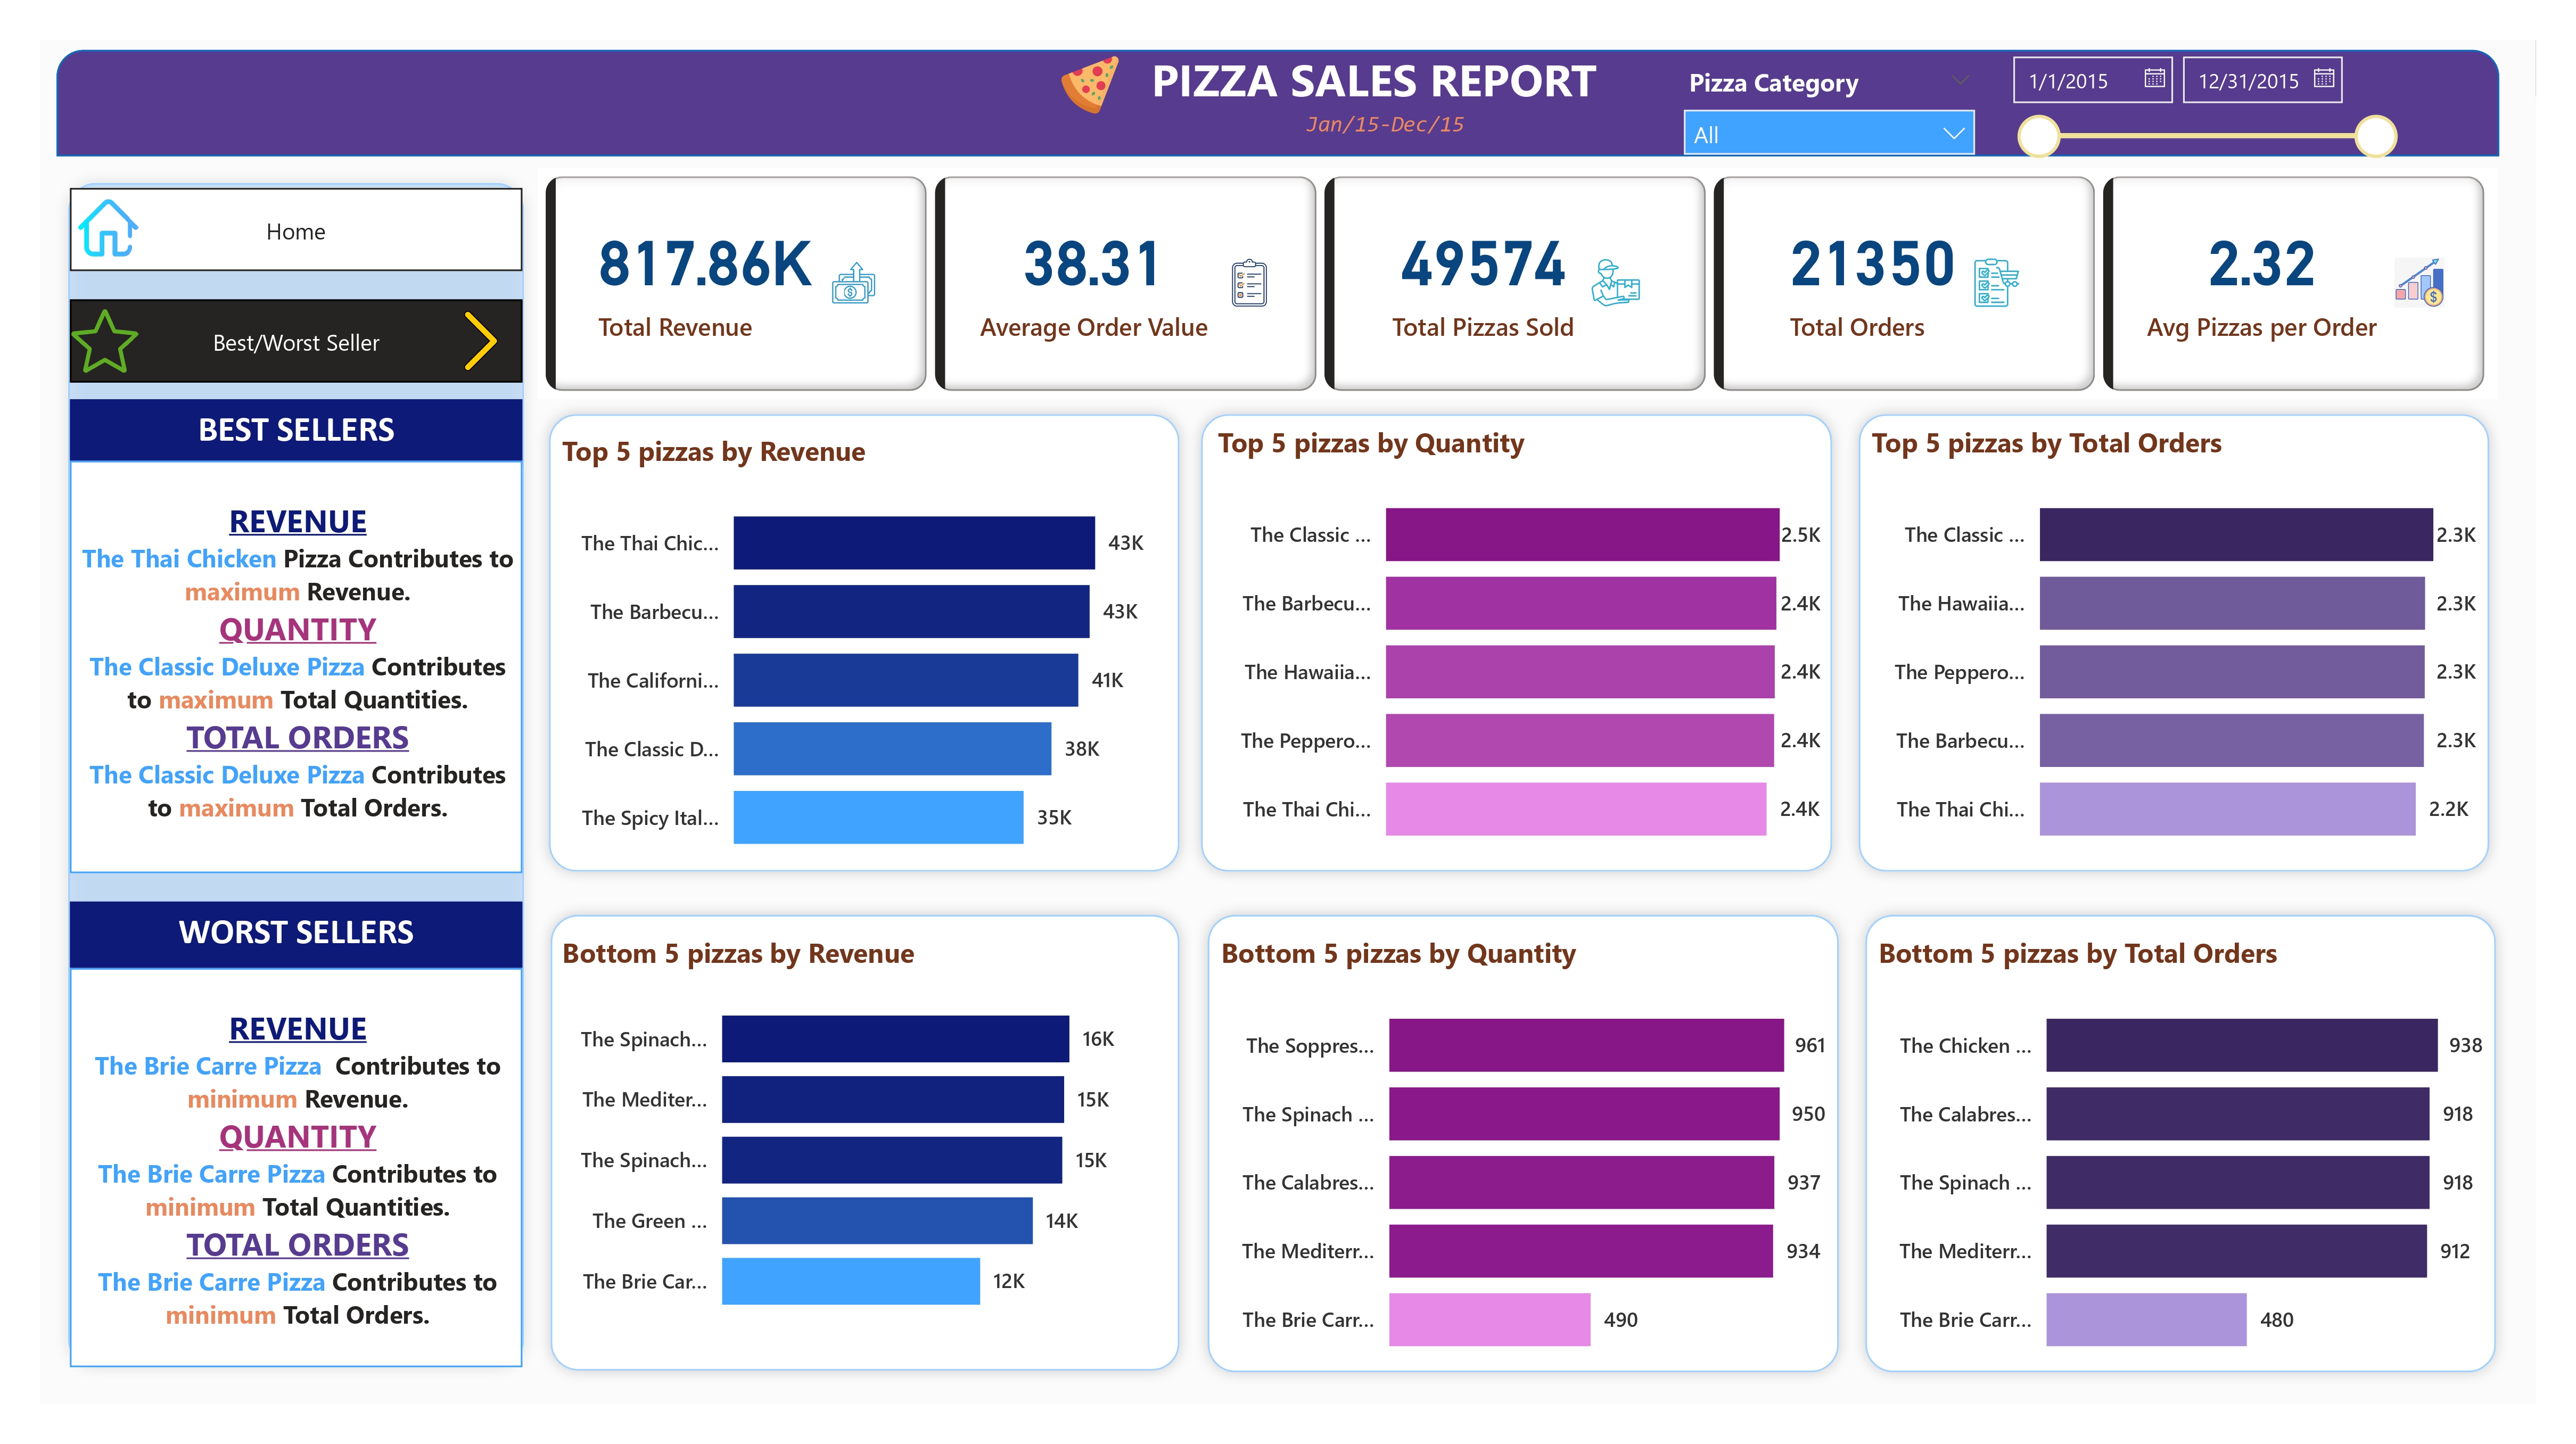 PIZZA SALES REPORT
Jan/15-Dec/15
Pizza Category
All
1/1/2015
12/31/2015
Home
Best/Worst Seller
817.86K
Total Revenue
38.31
Average Order Value
49574
Total Pizzas Sold
21350
Total Orders
2.32
Avg Pizzas per Order
BEST SELLERS
REVENUE
The Thai Chicken Pizza Contributes to
maximum Revenue.
QUANTITY
The Classic Deluxe Pizza Contributes
to maximum Total Quantities.
TOTAL ORDERS
The Classic Deluxe Pizza Contributes
to maximum Total Orders.
WORST SELLERS
REVENUE
The Brie Carre Pizza  Contributes to
minimum Revenue.
QUANTITY
The Brie Carre Pizza Contributes to
minimum Total Quantities.
TOTAL ORDERS
The Brie Carre Pizza Contributes to
minimum Total Orders.
Top 5 pizzas by Revenue
The Thai Chic... 43K
The Barbecu... 43K
The Californi... 41K
The Classic D... 38K
The Spicy Ital... 35K
Top 5 pizzas by Quantity
The Classic ... 2.5K
The Barbecu... 2.4K
The Hawaiia... 2.4K
The Peppero... 2.4K
The Thai Chi... 2.4K
Top 5 pizzas by Total Orders
The Classic ... 2.3K
The Hawaiia... 2.3K
The Peppero... 2.3K
The Barbecu... 2.3K
The Thai Chi... 2.2K
Bottom 5 pizzas by Revenue
The Spinach... 16K
The Mediter... 15K
The Spinach... 15K
The Green ... 14K
The Brie Car... 12K
Bottom 5 pizzas by Quantity
The Soppres... 961
The Spinach ... 950
The Calabres... 937
The Mediterr... 934
The Brie Carr... 490
Bottom 5 pizzas by Total Orders
The Chicken ... 938
The Calabres... 918
The Spinach ... 918
The Mediterr... 912
The Brie Carr... 480